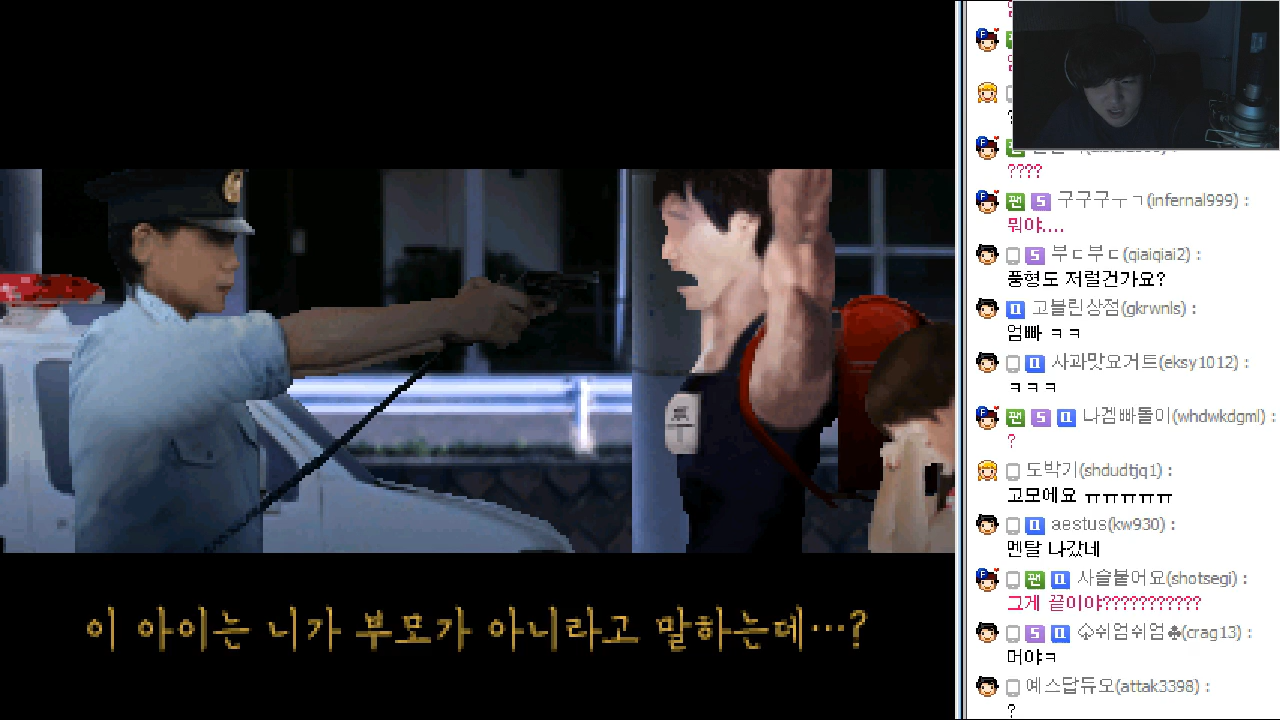 이 아이는 니가 부모가 아니라고 말하는데…?
????
팬 S 구구구ㅜㄱ(infernal999) :
뭐야....
S 부ㄷ부ㄷ(qiaiqiai2) :
풍형도 저럴건가요?
고블린상점(gkrwnls) :
엄빠 ㅋㅋ
사과맛요거트(eksy1012) :
ㅋㅋㅋ
팬 S 나겜빠돌이(whdwkdgml) :
?
도박기(shdudtjq1) :
고모에요 ㅠㅠㅠㅠㅠ
aestus(kw930) :
멘탈 나갔네
팬 사슬붙어요(shotsegi) :
그게 끝이야???????????
S ♤쉬엄쉬엄♣(crag13) :
머야ㅋ
예스답듀오(attak3398) :
?